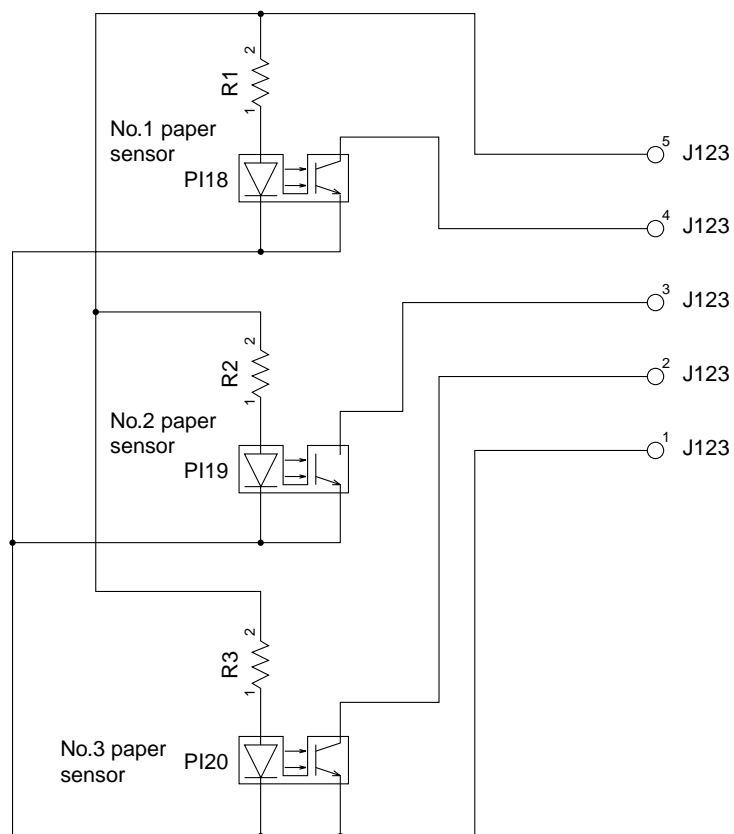 2
R1
1
No.1 paper
sensor
PI18
5 J123
4 J123
3 J123
2
R2
1
2 J123
No.2 paper
sensor
PI19
1 J123
2
R3
1
No.3 paper
sensor
PI20